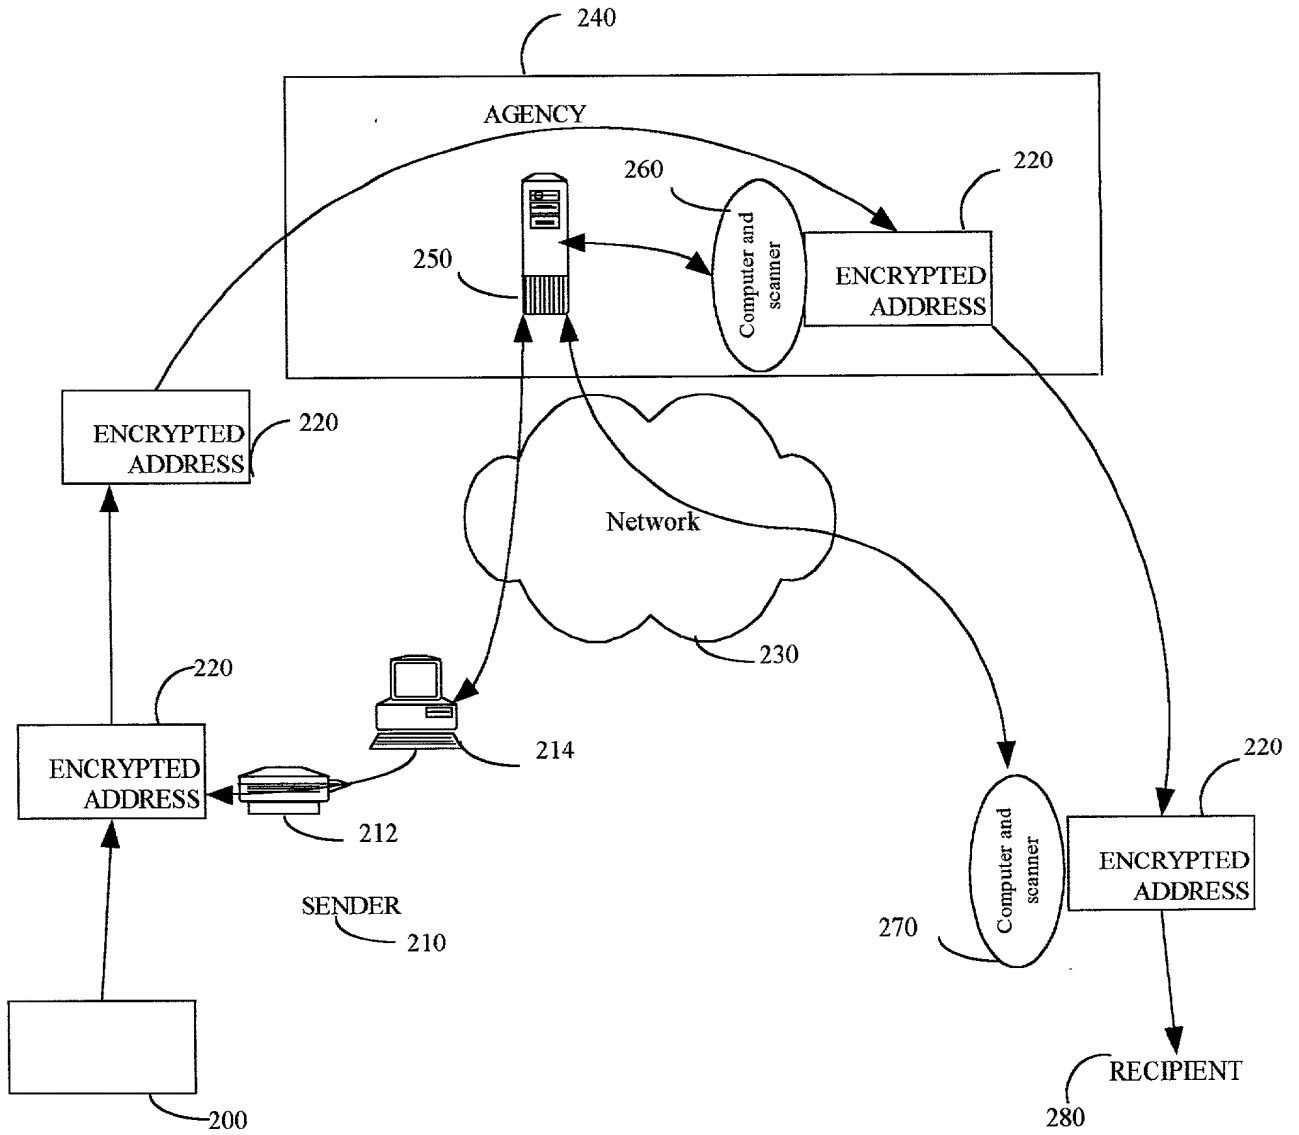 240
AGENCY
220
260
Computer and
scanner
250
ENCRYPTED
ADDRESS
220
ENCRYPTED
ADDRESS
Network
230
220
214
ENCRYPTED
ADDRESS
212
220
Computer and
scanner
ENCRYPTED
ADDRESS
SENDER
210
270
RECIPIENT
280
200